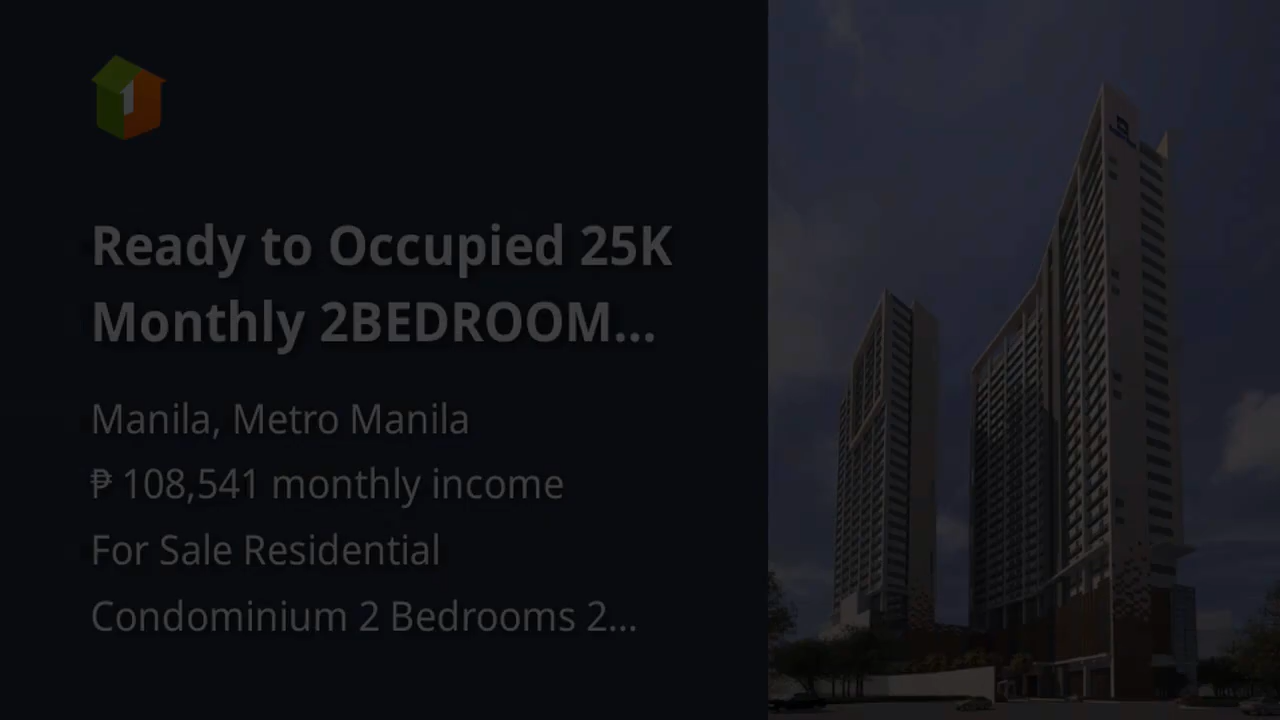 Ready to Occupied 25K
Monthly 2BEDROOM...
Manila, Metro Manila
₱ 108,541 monthly income
For Sale Residential
Condominium 2 Bedrooms 2...